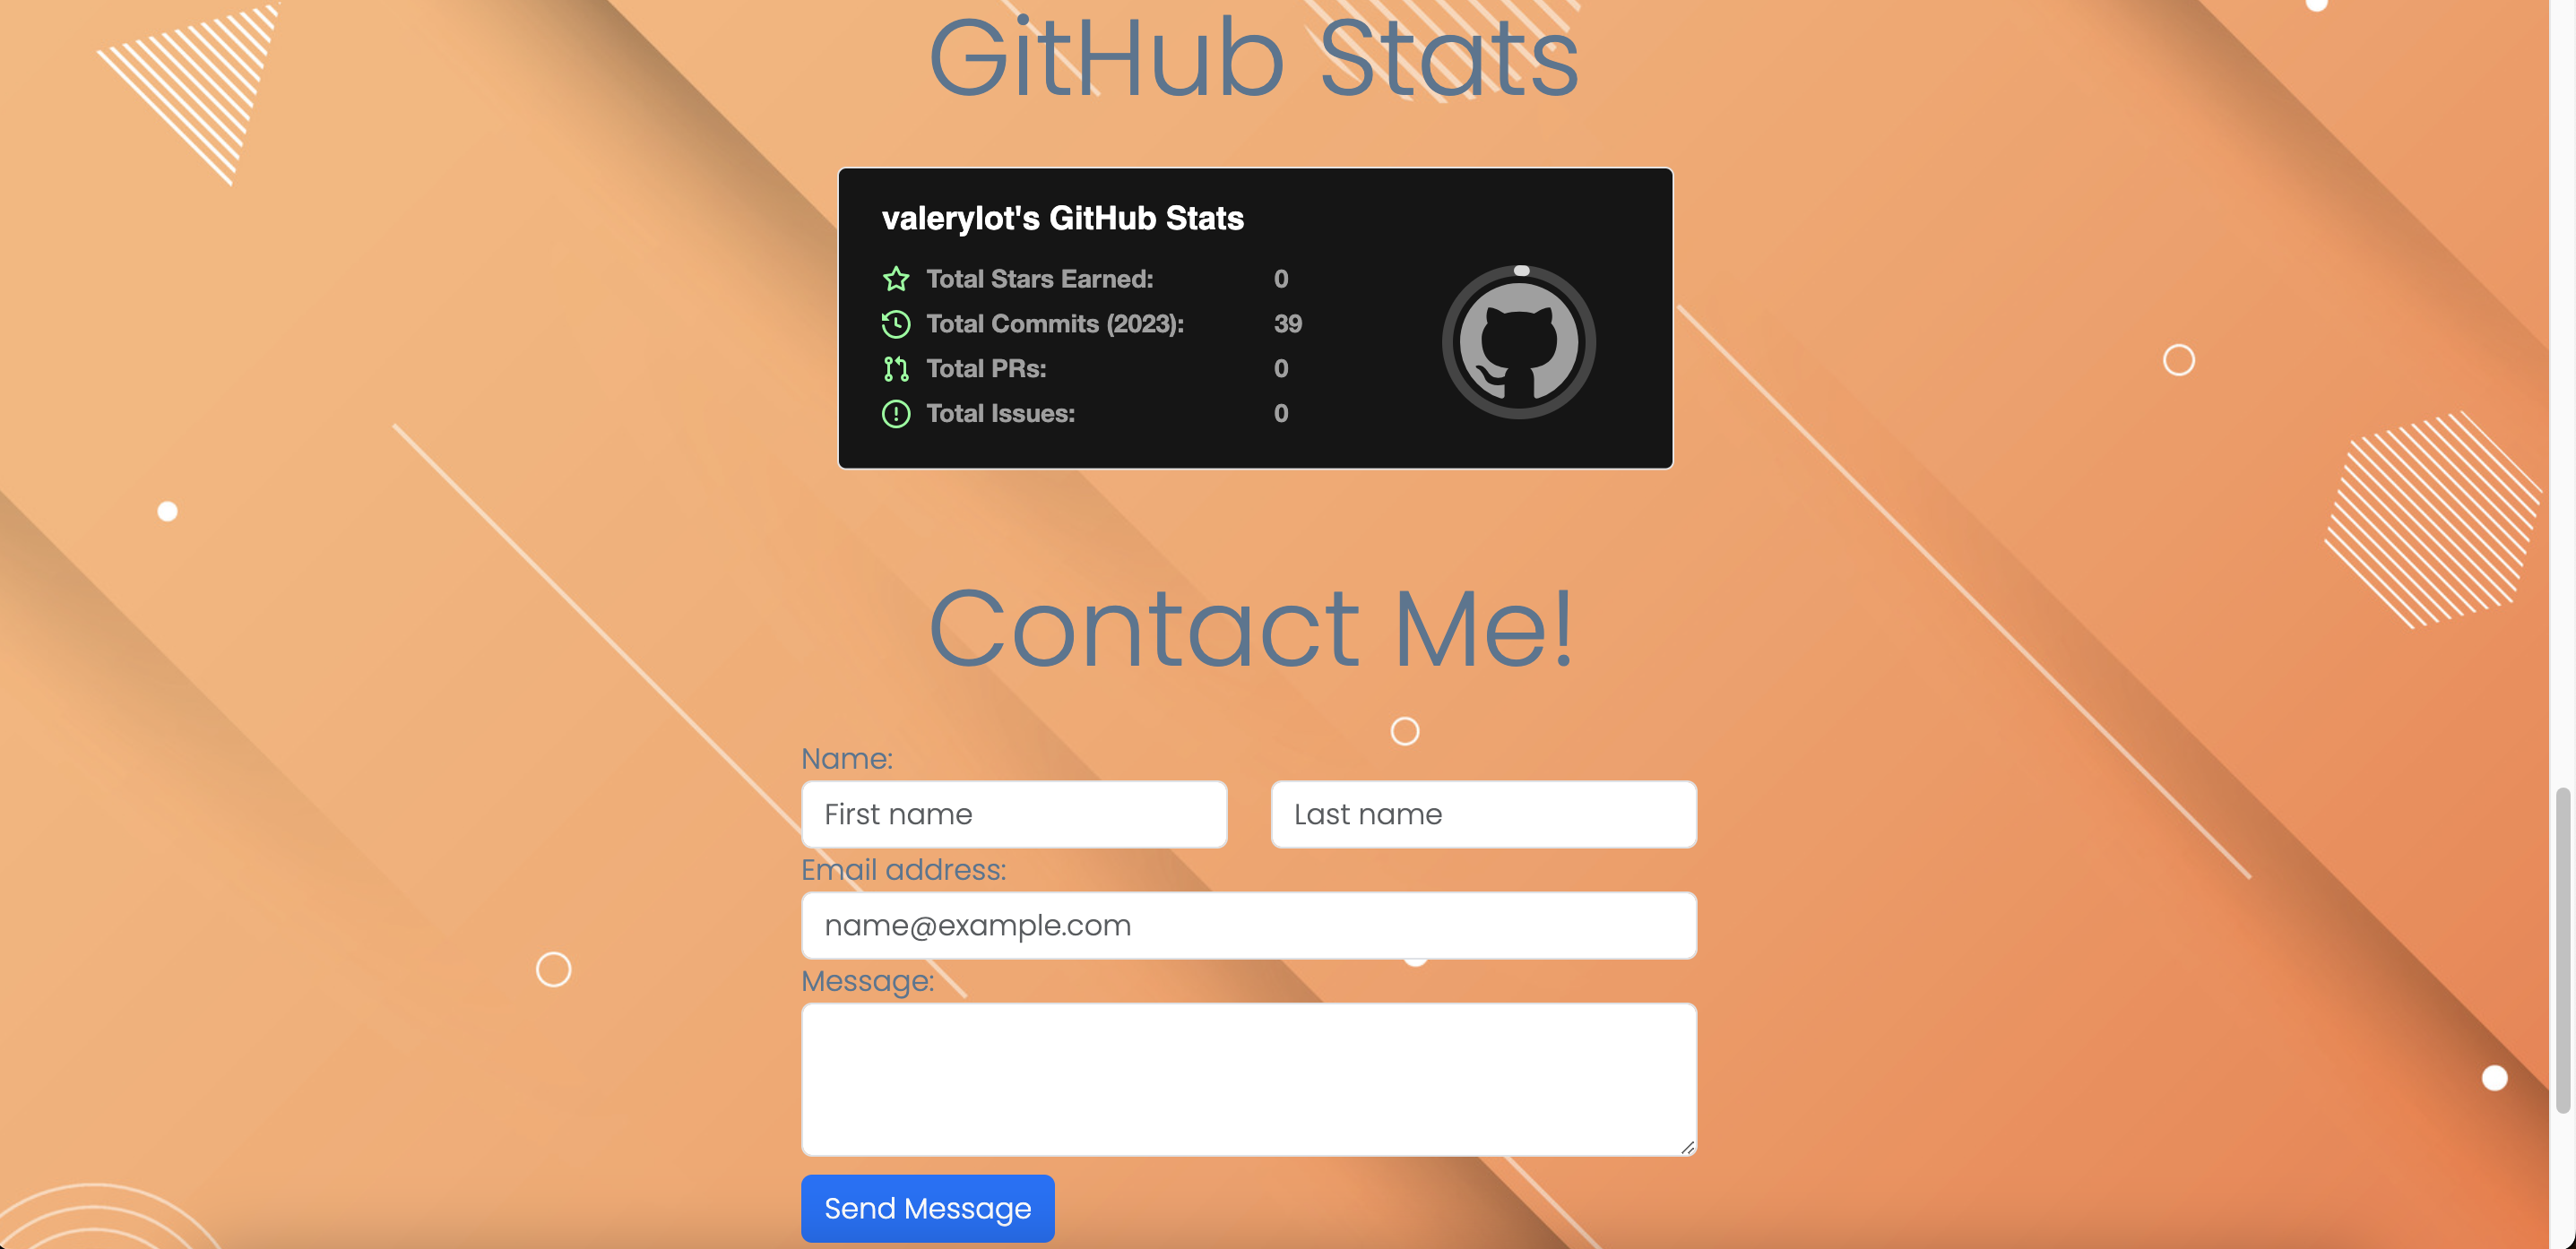 GitHub Stats
valerylot's GitHub Stats
Total Stars Earned: 0
Total Commits (2023): 39
Total PRs: 0
Total Issues: 0
Contact Me!
Name:
First name Last name
Email address:
name@example.com
Message:
Send Message